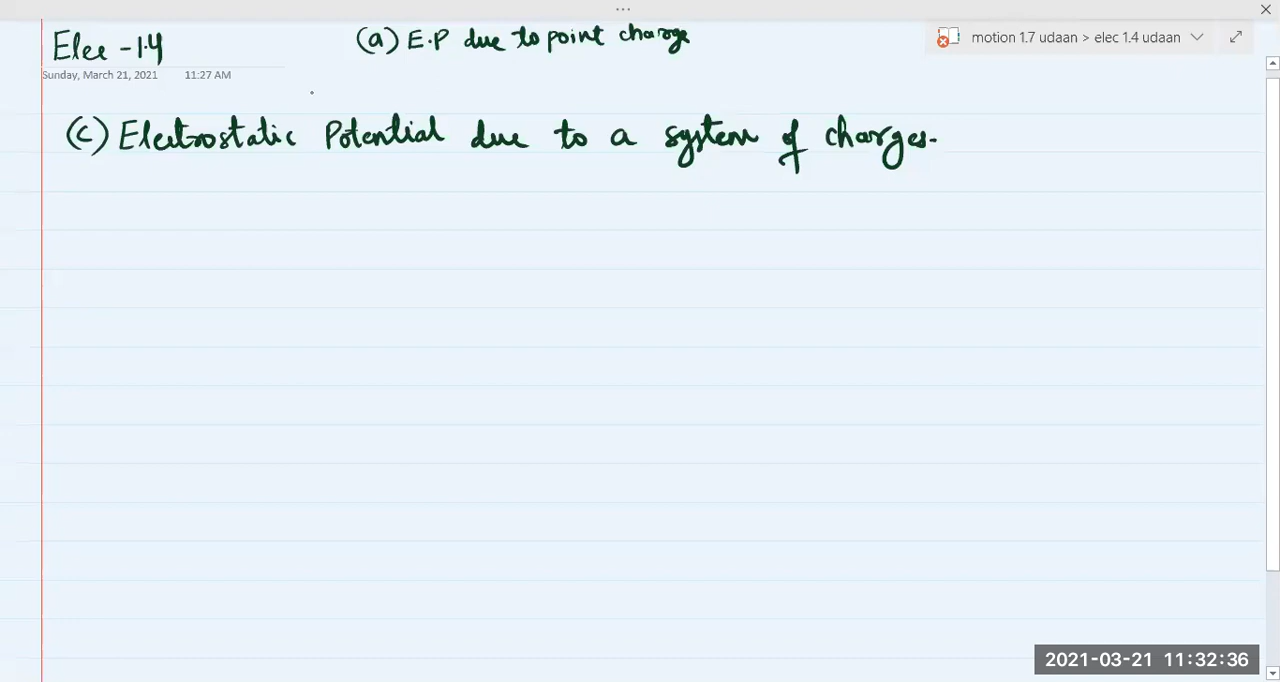 Elec - 1.4
(a) E.P due to point charge
motion 1.7 udaan > elec 1.4 udaan
Sunday, March 21, 2021 11:27 AM
(c) Electrostatic Potential due to a system of charges.
2021-03-21 11:32:36